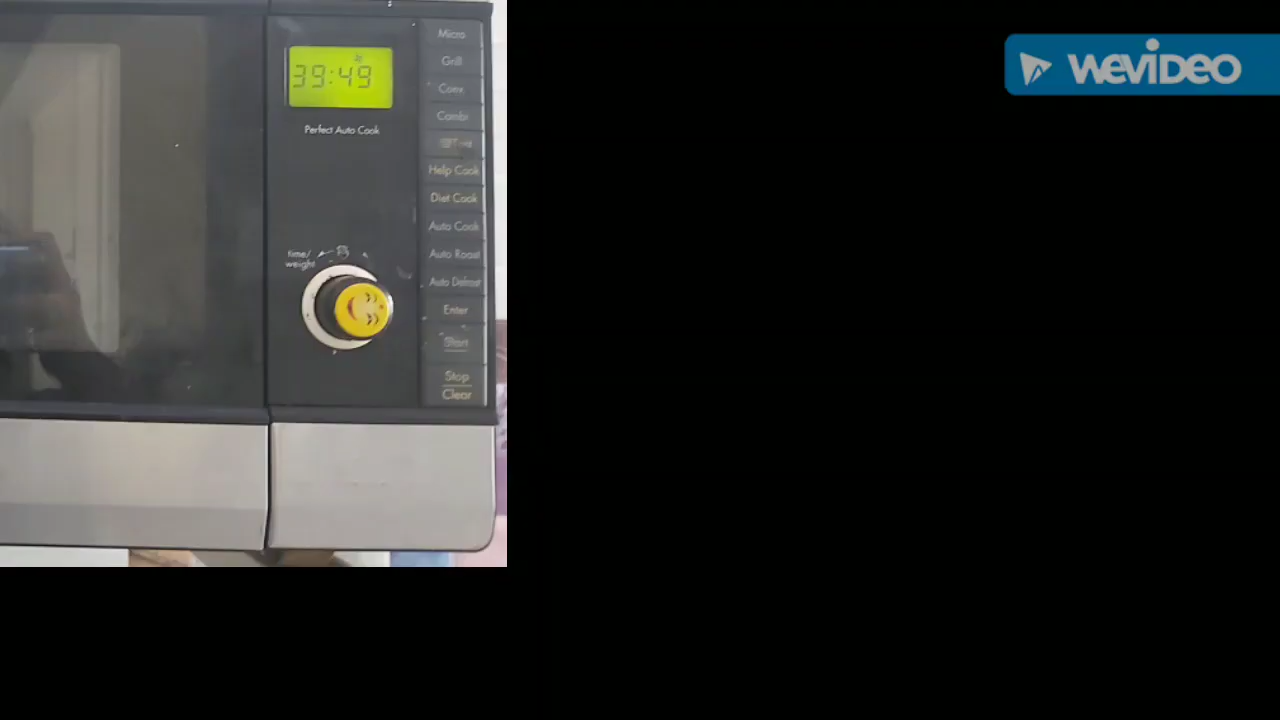 39:49
Perfect Auto Cook
time/
weight
Micro
Grill
Conv.
Combi
Help Cook
Diet Cook
Auto Cook
Auto Roast
Auto Defrost
Enter
Start
Stop
Clear
WEVIDEO